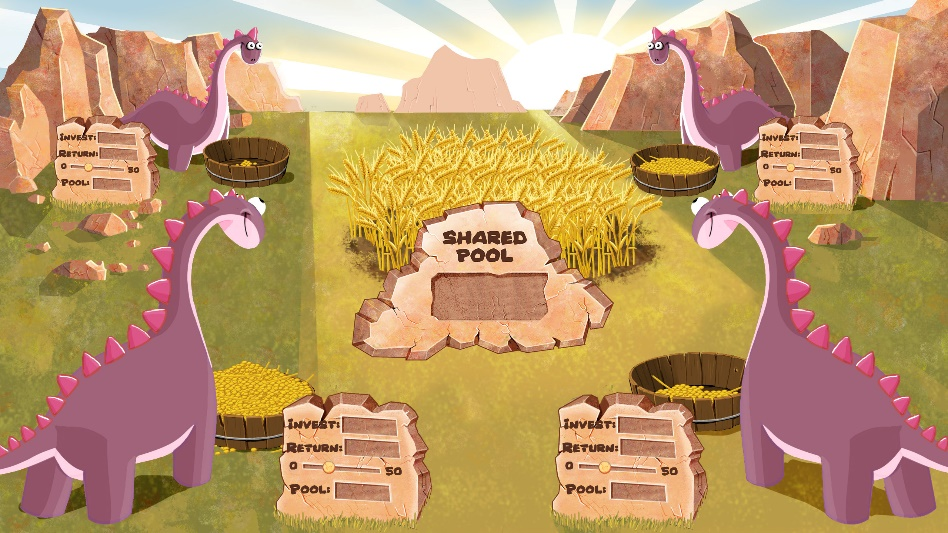 Invest:
Return:
0 50
Pool:
Invest:
Return:
0 50
Pool:
SHARED
POOL
Invest:
Return:
0 50
Pool:
Invest:
Return:
0 50
Pool: